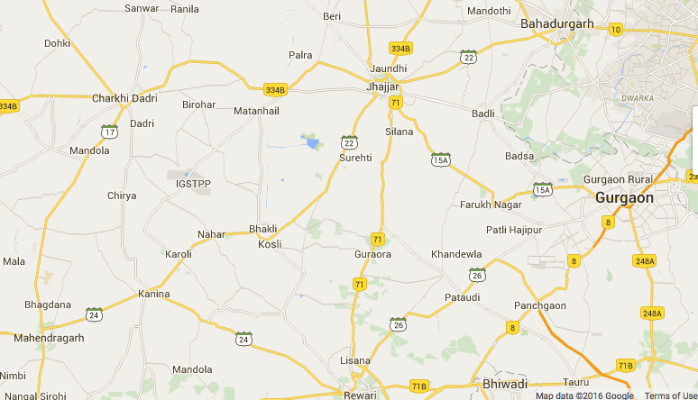 Sanwar
Ranila
Beri
Mandothi
Bahadurgarh
10
Dohki
Palra
334B
22
Jaundhi
334B
Jhajjar
Charkhi Dadri
Birohar
Matanhail
71
DWARKA
334B
Badli
Dadri
17
Silana
22
Mandola
Surehti
15A
Badsa
IGSTPP
Gurgaon Rural
Chirya
15A
Gurgaon
Farukh Nagar
8
Nahar
Bhakli
Patli Hajipur
Kosli
71
Karoli
Guraora
Khandewla
Mala
8
248A
26
71
Kanina
Pataudi
Bhagdana
Panchgaon
24
248A
26
8
Mahendragarh
24
Lisana
71B
Mandola
Nimbi
Tauru
Bhiwadi
71B
Nangal Sirohi
Rewari
Map data ©2016 Google
Terms of Use